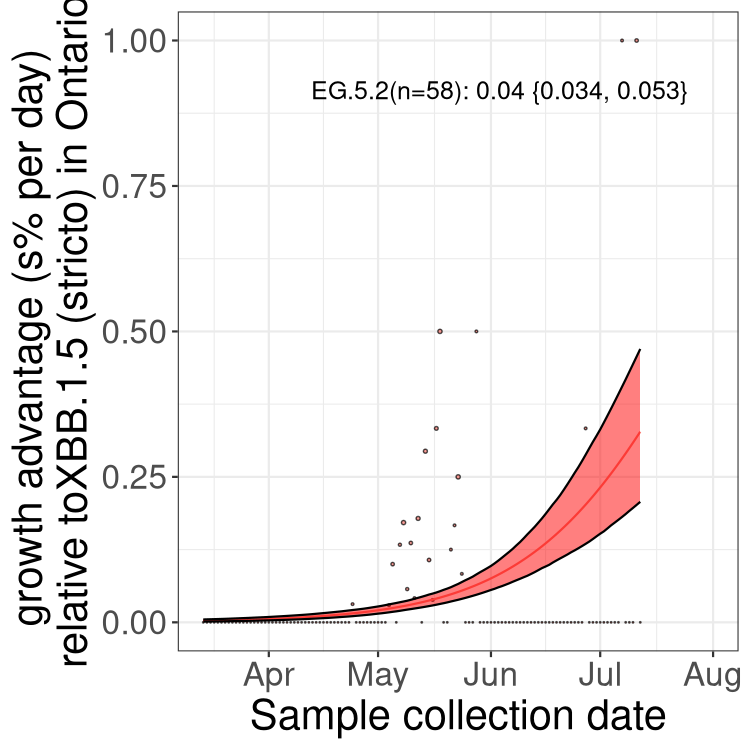 growth advantage (s% per day)
relative toXBB.1.5 (stricto) in Ontario
1.00
0.75
0.50
0.25
0.00
EG.5.2(n=58): 0.04 {0.034, 0.053}
Apr May Jun Jul Aug
Sample collection date